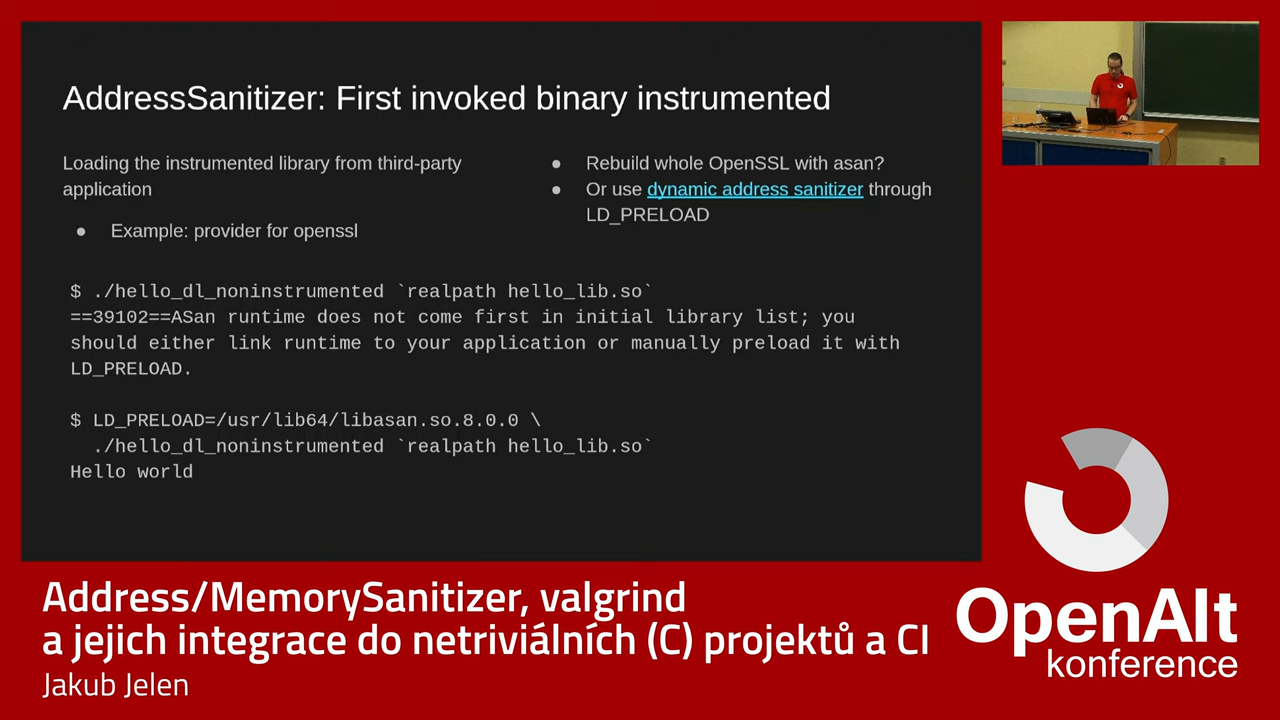 AddressSanitizer: First invoked binary instrumented
Loading the instrumented library from third-party
application
● Example: provider for openssl
● Rebuild whole OpenSSL with asan?
● Or use dynamic address sanitizer through
LD_PRELOAD
$ ./hello_dl_noninstrumented `realpath hello_lib.so`
==39102==ASan runtime does not come first in initial library list; you
should either link runtime to your application or manually preload it with
LD_PRELOAD.
$ LD_PRELOAD=/usr/lib64/libasan.so.8.0.0 \
./hello_dl_noninstrumented `realpath hello_lib.so`
Hello world
Address/MemorySanitizer, valgrind
a jejich integrace do netriviálních (C) projektů a CI
Jakub Jelen
OpenAlt
konference